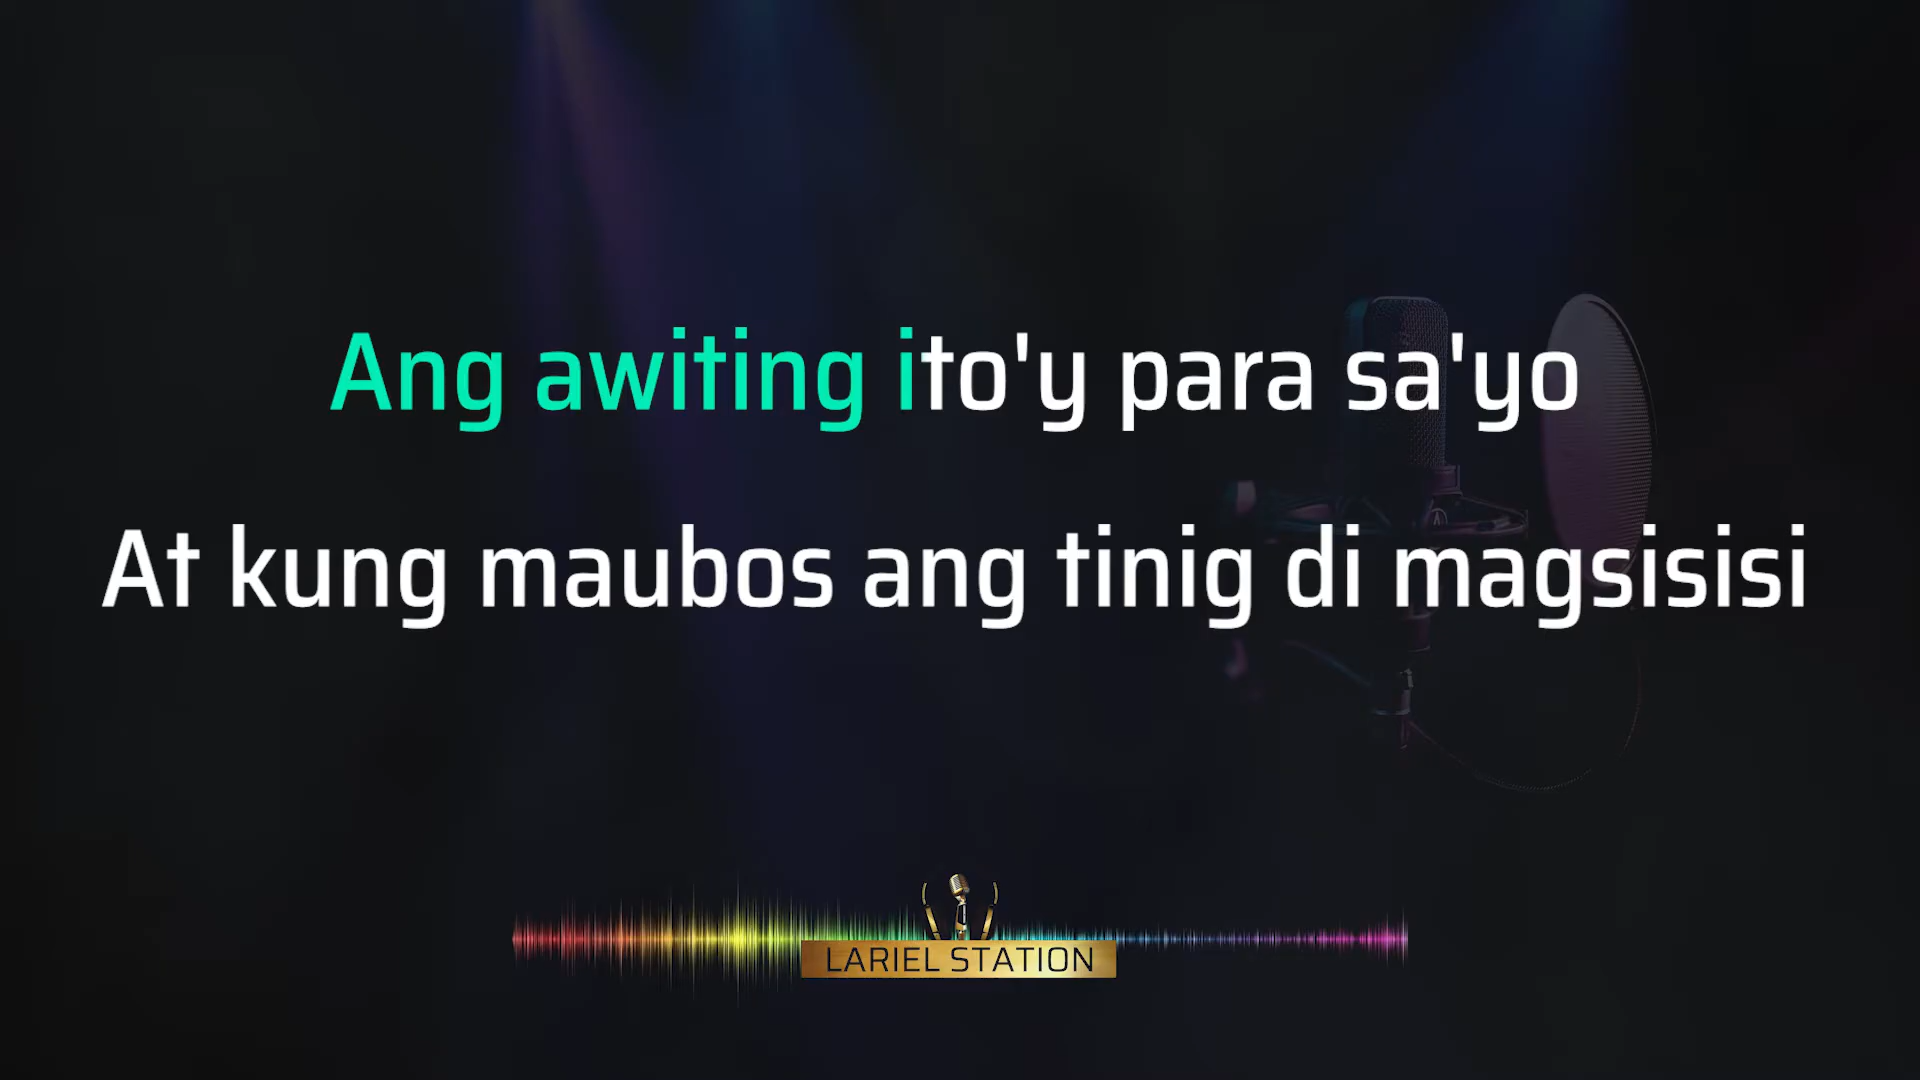 Ang awiting ito'y para sa'yo
At kung maubos ang tinig di magsisisi
LARIEL STATION